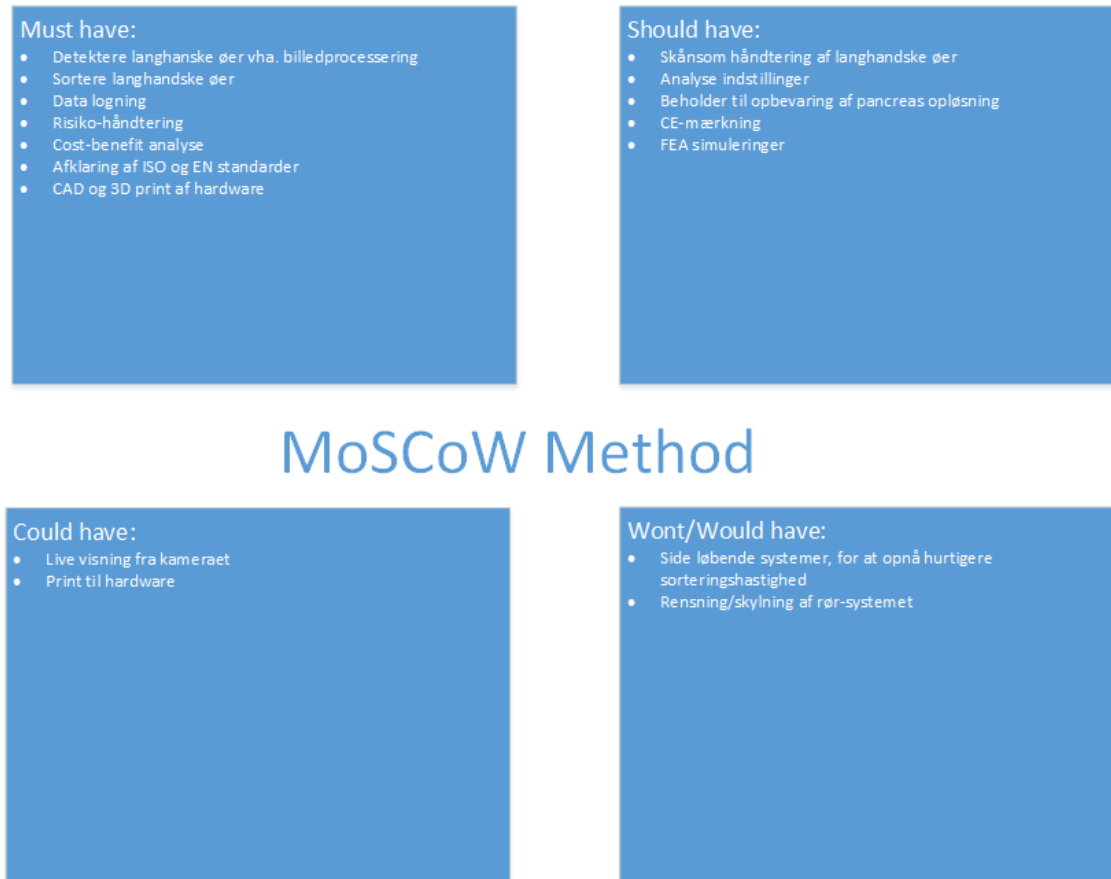 Must have:
• Detektere langhanske øer vha. billedprocessering
• Sortere langhandske øer
• Data logning
• Risiko-håndtering
• Cost-benefit analyse
• Afklaring af ISO og EN standarder
• CAD og 3D print af hardware
Should have:
• Skånsom håndtering af langhandske øer
• Analyse indstillinger
• Beholder til opbevaring af pancreas opløsning
• CE-mærkning
• FEA simuleringer
MoSCoW Method
Could have:
• Live visning fra kameraet
• Print til hardware
Wont/Would have:
• Side løbende systemer, for at opnå hurtigere
sorteringshastighed
• Rensning/skylning af rør-systemet